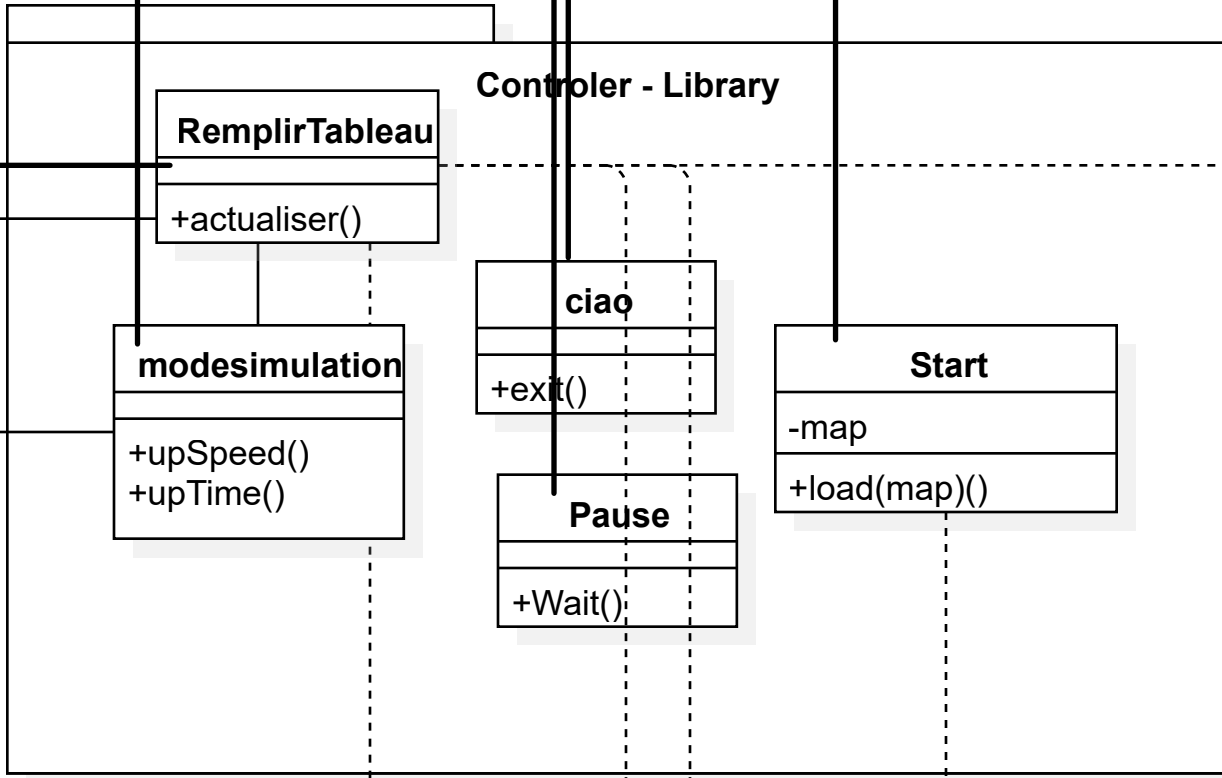 Controler - Library
RemplirTableau
+actualiser()
modesimulation
+upSpeed()
+upTime()
ciao
+exit()
Pause
+Wait()
Start
-map
+load(map)()